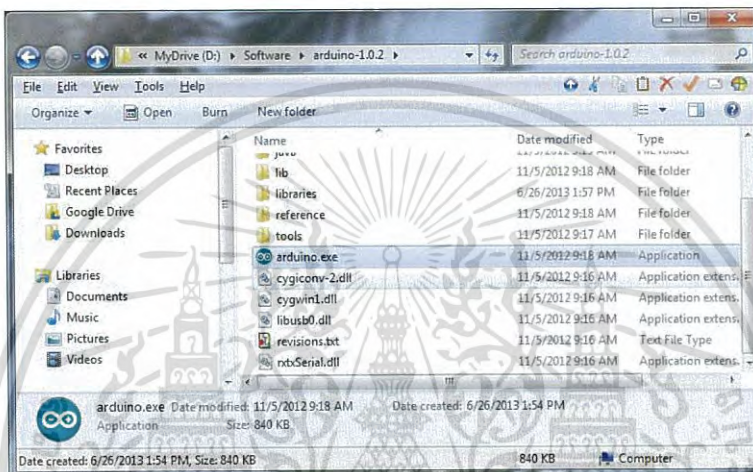 « MyDrive (D:) ▸ Software ▸ arduino-1.0.2 ▸
Search arduino-1.0.2
File Edit View Tools Help
Organize ▾ Open Burn New folder
Favorites
Desktop
Recent Places
Google Drive
Downloads
Libraries
Documents
Music
Pictures
Videos
Name Date modified Type
lib 11/5/2012 9:18 AM File folder
libraries 6/26/2013 1:57 PM File folder
reference 11/5/2012 9:18 AM File folder
tools 11/5/2012 9:17 AM File folder
arduino.exe 11/5/2012 9:18 AM Application
cygiconv-2.dll 11/5/2012 9:16 AM Application extens.
cygwin1.dll 11/5/2012 9:16 AM Application extens.
libusb0.dll 11/5/2012 9:16 AM Application extens.
revisions.txt 11/5/2012 9:16 AM Text File Type
rxtxSerial.dll 11/5/2012 9:16 AM Application extens.
arduino.exe Date modified: 11/5/2012 9:18 AM Date created: 6/26/2013 1:54 PM
Application Size: 840 KB
Date created: 6/26/2013 1:54 PM, Size: 840 KB 840 KB Computer